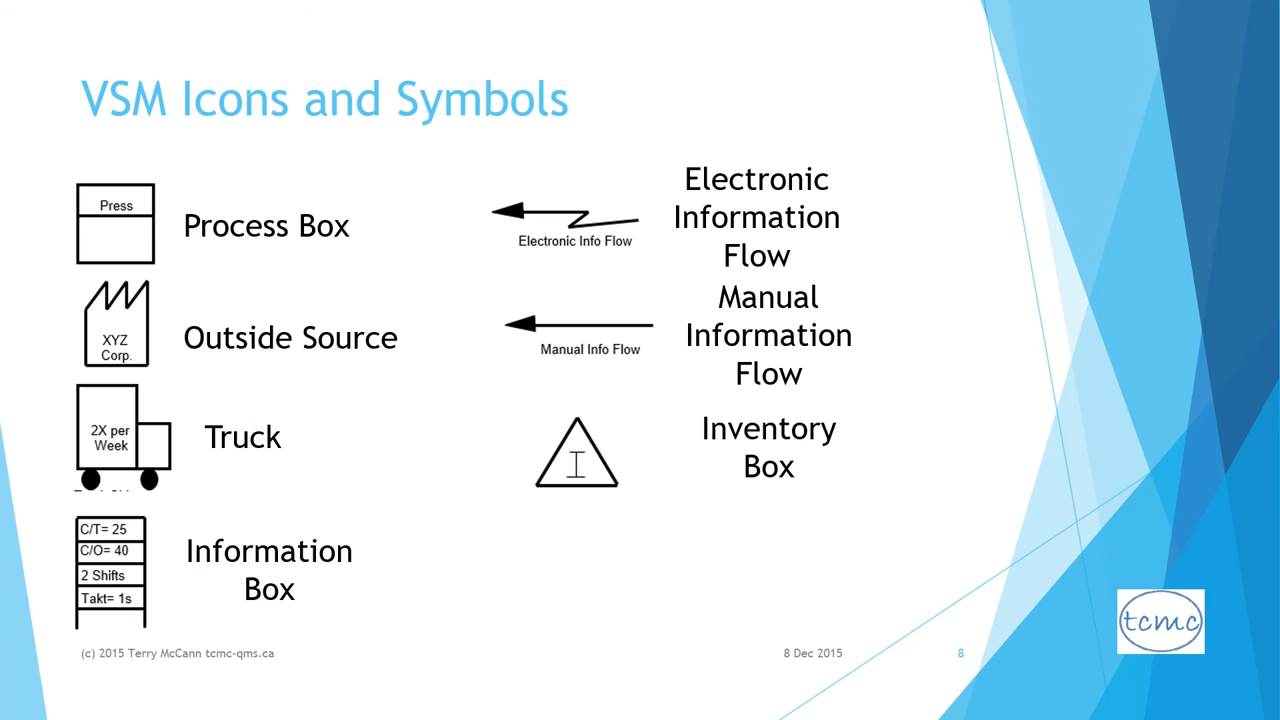 VSM Icons and Symbols
Press
Process Box
XYZ
Corp.
Outside Source
2X per
Week
Truck
C/T= 25
C/O= 40
2 Shifts
Takt= 1s
Information
Box
Electronic Info Flow
Electronic
Information
Flow
Manual Info Flow
Manual
Information
Flow
I
Inventory
Box
(c) 2015 Terry McCann tcmc-qms.ca
8 Dec 2015
8
tcmc